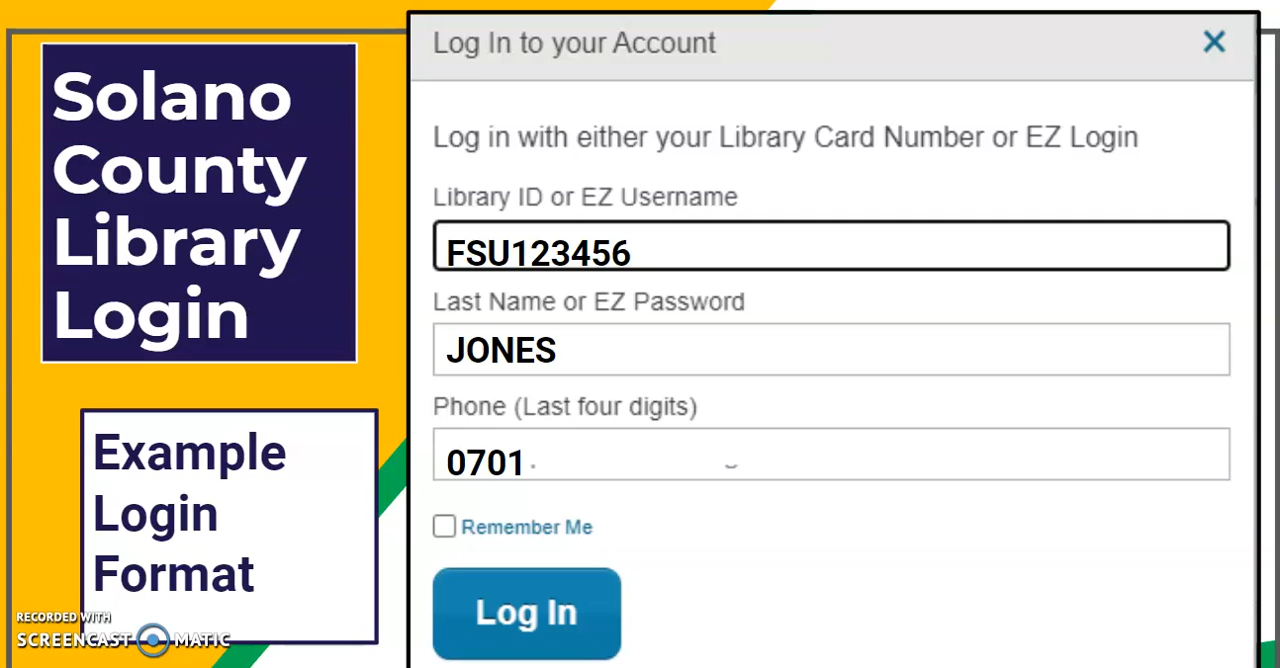 Solano
County
Library
Login
Example
Login
Format
RECORDED WITH
SCREENCAST MATIC
Log In to your Account
Log in with either your Library Card Number or EZ Login
Library ID or EZ Username
FSU123456
Last Name or EZ Password
JONES
Phone (Last four digits)
0701
Remember Me
Log In